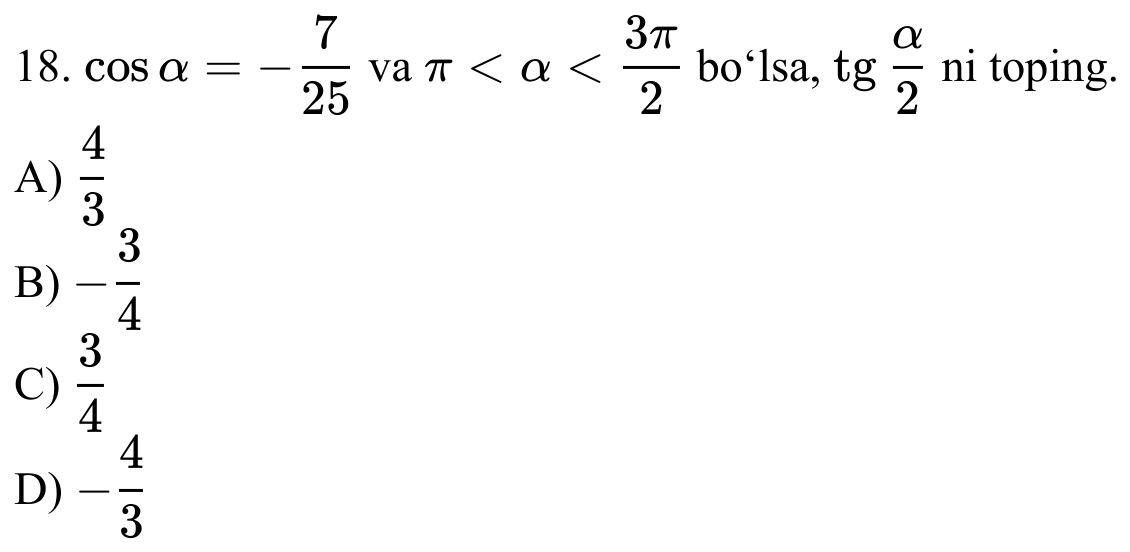 18. cos α = −7/25 va π < α < 3π/2 bo‘lsa, tg α/2 ni toping.
A) 4/3
B) −3/4
C) 3/4
D) −4/3